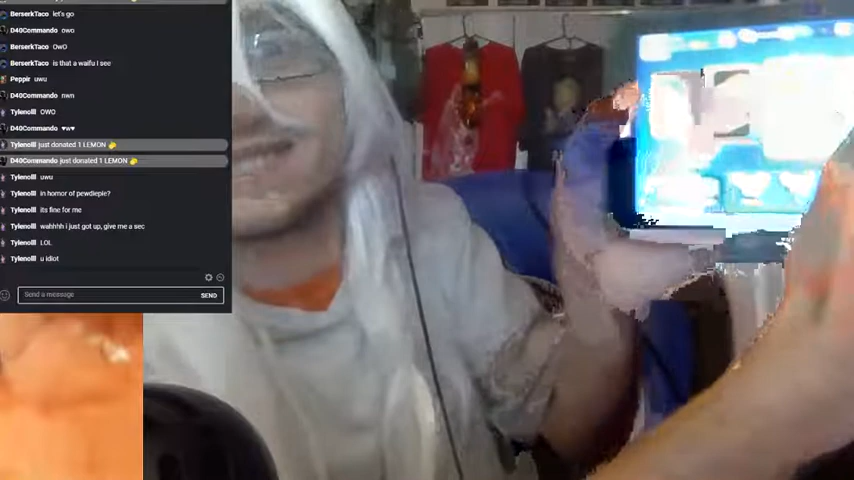 BerserkTaco let's go
D40Commando owo
BerserkTaco OwO
BerserkTaco is that a waifu I see
Peppir uwu
D40Commando nwn
Tylenolll OWO
D40Commando ♥w♥
Tylenolll just donated 1 LEMON 🍋
D40Commando just donated 1 LEMON 🍋
Tylenolll uwu
Tylenolll in hornor of pewdiepie?
Tylenolll its fine for me
Tylenolll wahhhh i just got up, give me a sec
Tylenolll LOL
Tylenolll u idiot
Send a message
SEND